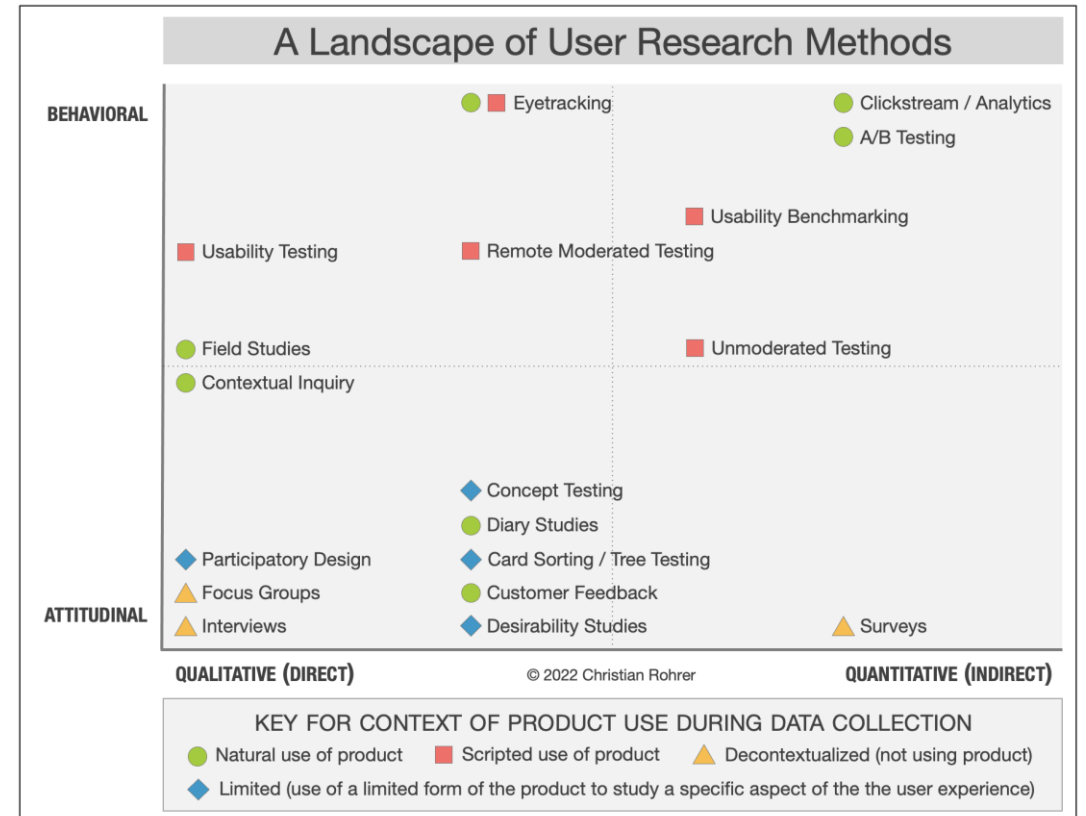 A Landscape of User Research Methods
BEHAVIORAL
Eyetracking
Clickstream / Analytics
A/B Testing
Usability Benchmarking
Usability Testing
Remote Moderated Testing
Field Studies
Unmoderated Testing
Contextual Inquiry
Concept Testing
Diary Studies
Participatory Design
Card Sorting / Tree Testing
Focus Groups
Customer Feedback
ATTITUDINAL
Interviews
Desirability Studies
Surveys
QUALITATIVE (DIRECT)
© 2022 Christian Rohrer
QUANTITATIVE (INDIRECT)
KEY FOR CONTEXT OF PRODUCT USE DURING DATA COLLECTION
Natural use of product
Scripted use of product
Decontextualized (not using product)
Limited (use of a limited form of the product to study a specific aspect of the the user experience)